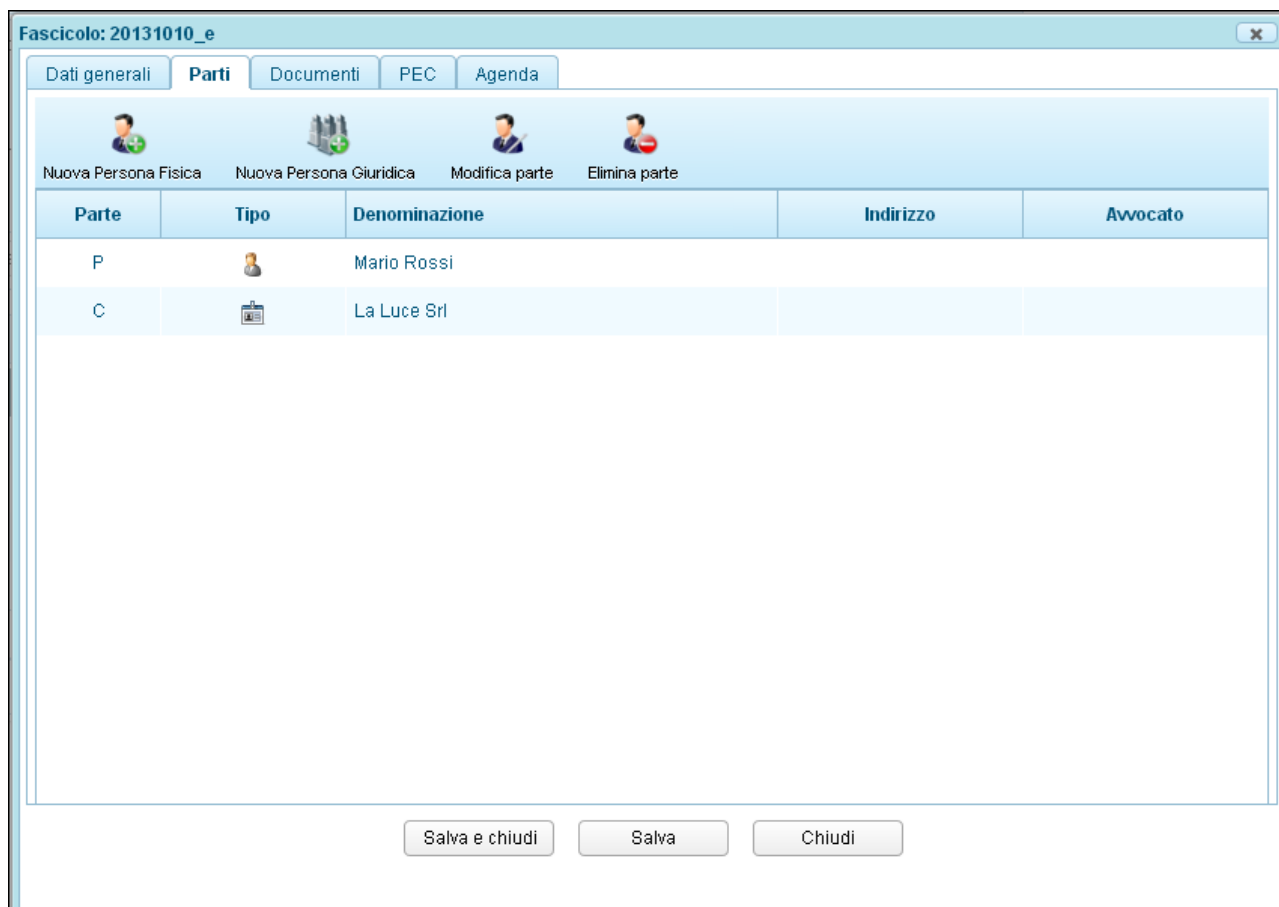 Fascicolo: 20131010_e
Dati generali Parti Documenti PEC Agenda
Nuova Persona Fisica Nuova Persona Giuridica Modifica parte Elimina parte
Parte Tipo Denominazione Indirizzo Avvocato
P Mario Rossi
C La Luce Srl
Salva e chiudi Salva Chiudi